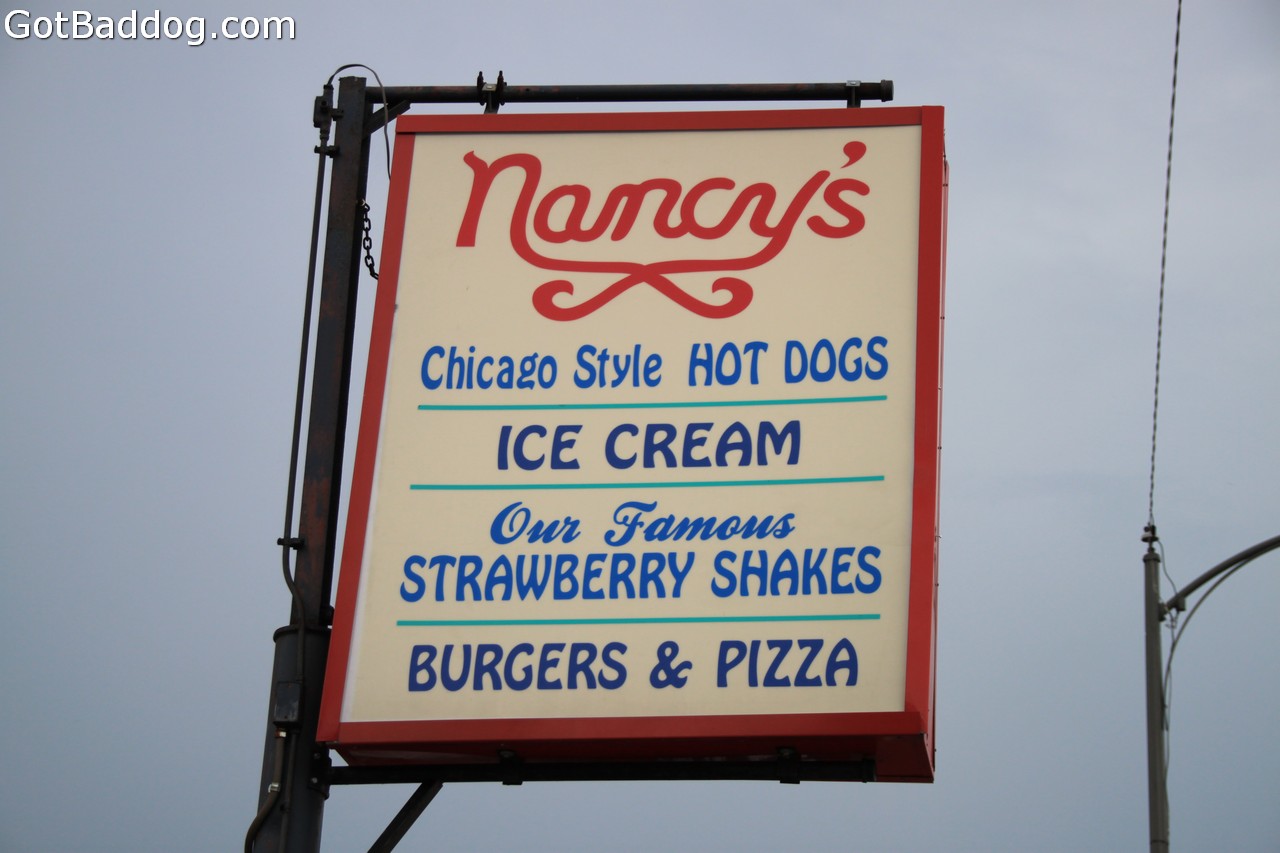 GotBaddog.com
Nancy's
Chicago Style HOT DOGS
ICE CREAM
Our Famous
STRAWBERRY SHAKES
BURGERS & PIZZA